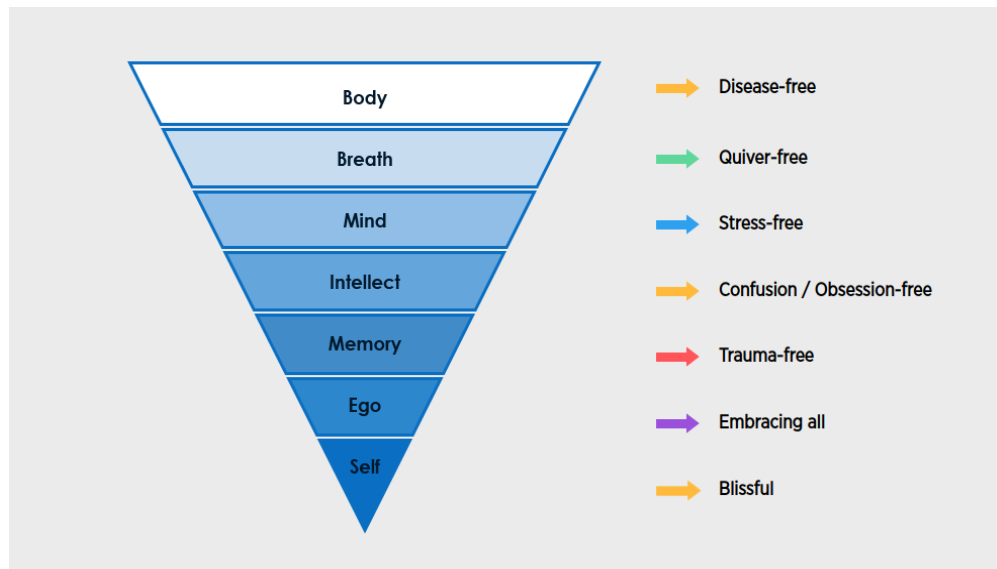 Body
Disease-free
Breath
Quiver-free
Mind
Stress-free
Intellect
Confusion / Obsession-free
Memory
Trauma-free
Ego
Embracing all
Self
Blissful